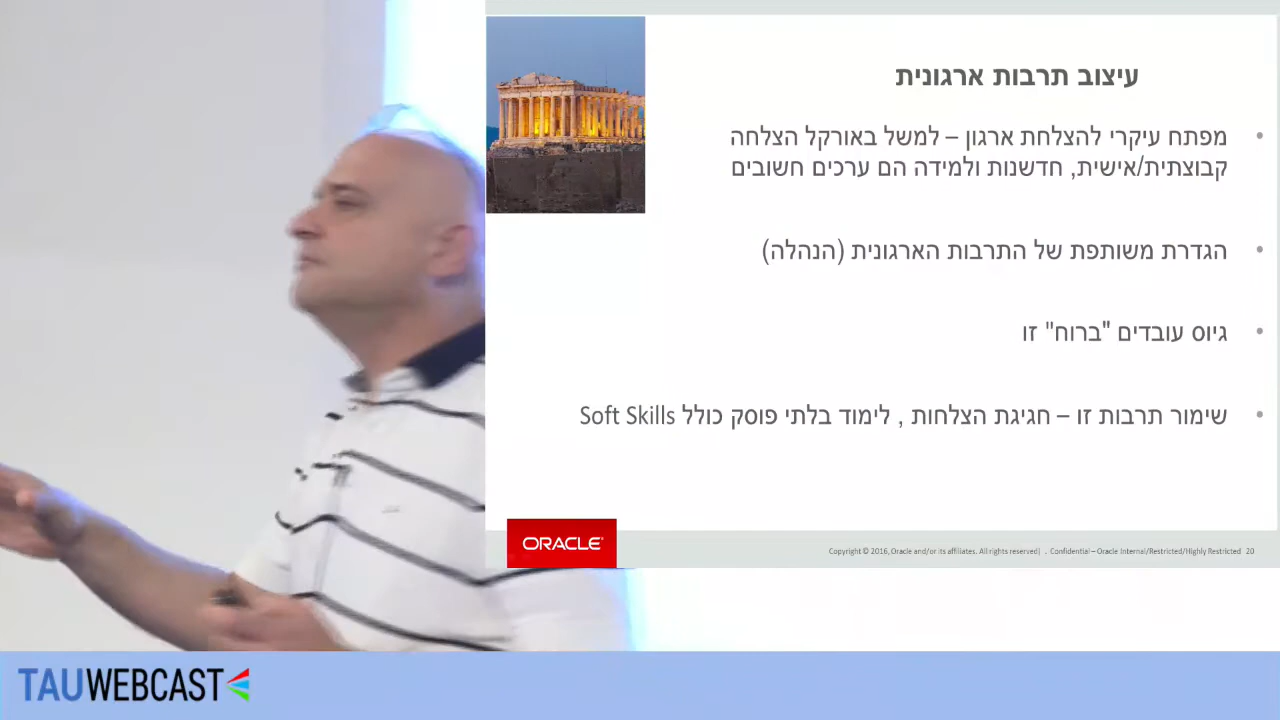 עיצוב תרבות ארגונית
מפתח עיקרי להצלחת ארגון – למשל באורקל הצלחה
קבוצתית/אישית, חדשנות ולמידה הם ערכים חשובים
הגדרת משותפת של התרבות הארגונית (הנהלה)
גיוס עובדים "ברוח" זו
שימור תרבות זו – חגיגת הצלחות , לימוד בלתי פוסק כולל Soft Skills
ORACLE
Copyright © 2016, Oracle and/or its affiliates. All rights reserved| . Confidential – Oracle Internal/Restricted/Highly Restricted 20
TAUWEBCAST